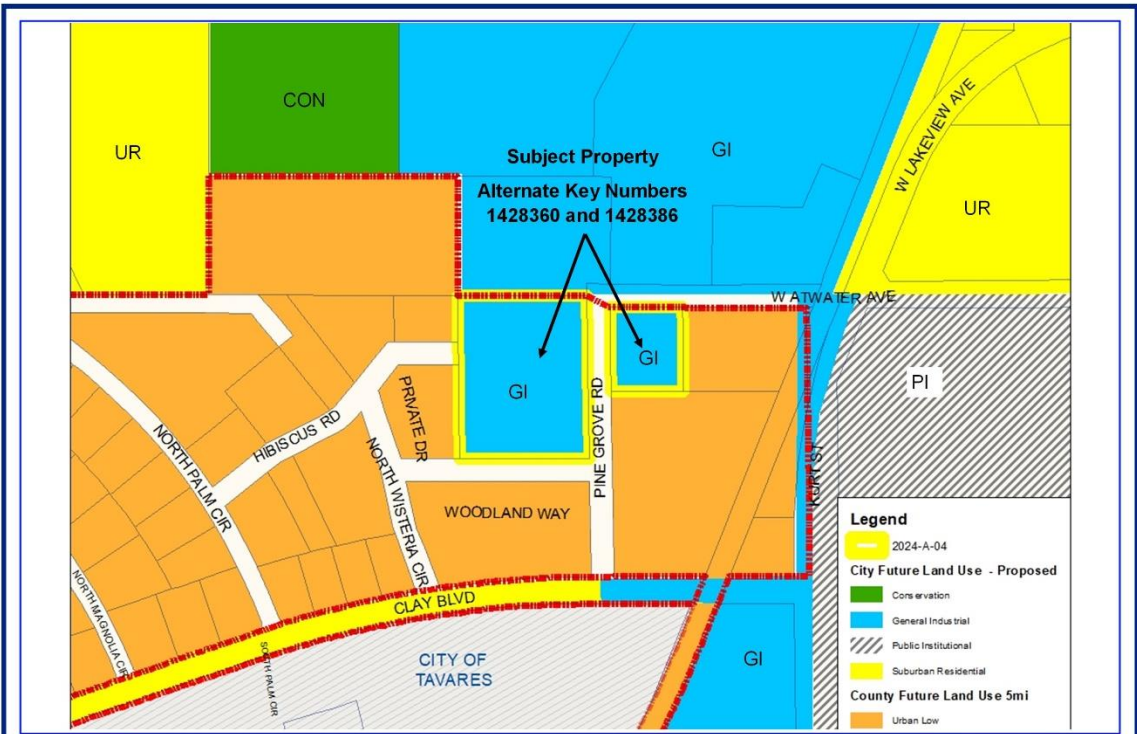 CON
UR
GI
W LAKEVIEW AVE
Subject Property
Alternate Key Numbers
1428360 and 1428386
UR
W ATWATER AVE
GI
PI
GI
PRIVATE DR
PINE GROVE RD
HIBISCUS RD
NORTH PALM CIR
NORTH WISTERIA CIR
KURT ST
WOODLAND WAY
NORTH MAGNOLIA CIR
CLAY BLVD
SOUTH PALM CIR
CITY OF
TAVARES
GI
Legend
2024-A-04
City Future Land Use - Proposed
Conservation
General Industrial
Public Institutional
Suburban Residential
County Future Land Use 5mi
Urban Low